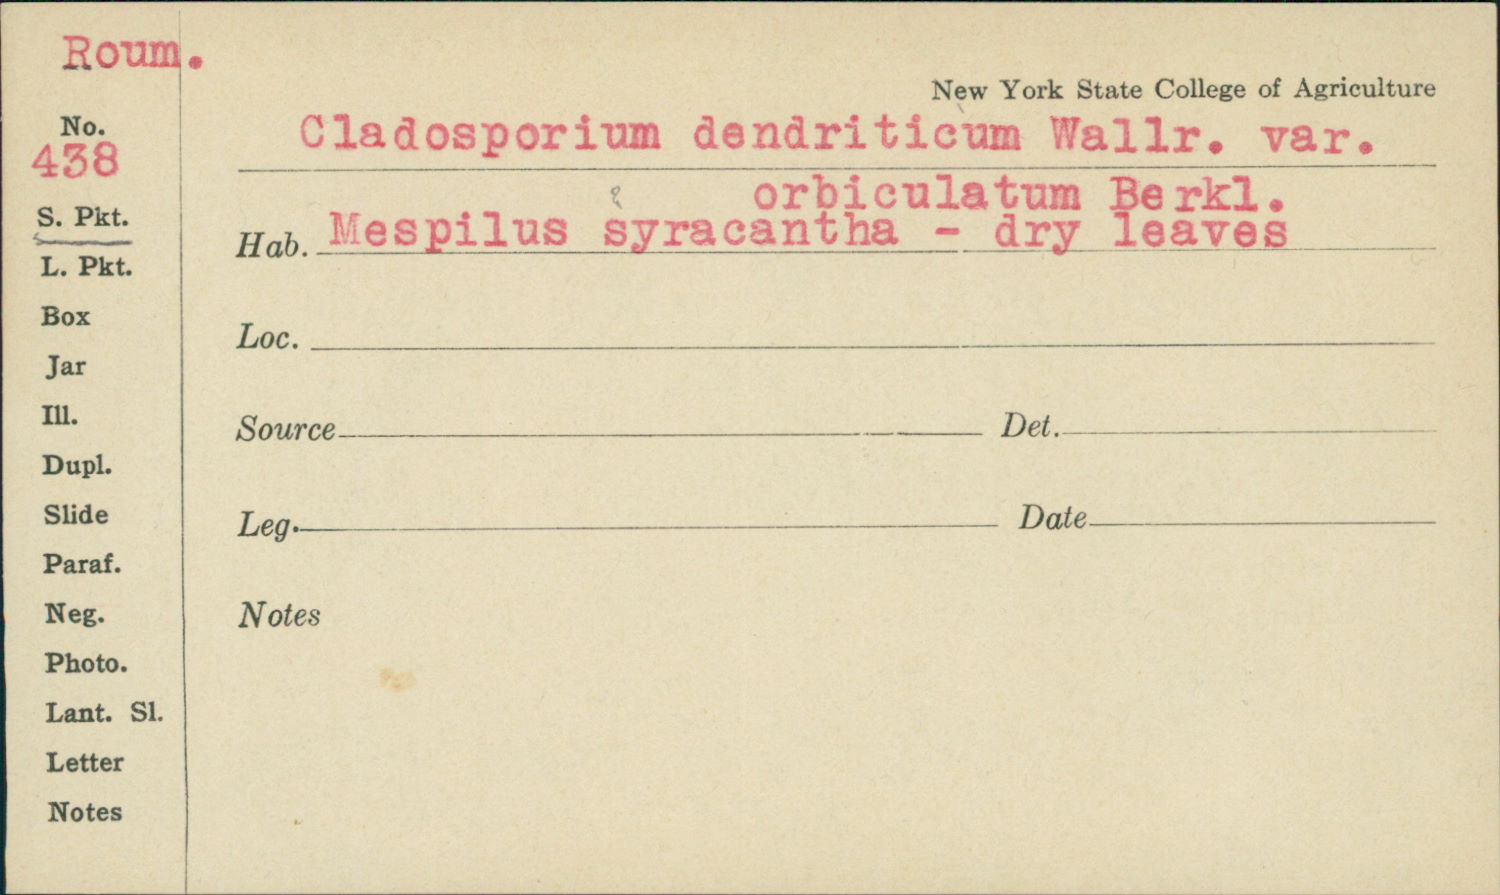 Roum.
New York State College of Agriculture
No.
438
Cladosporium dendriticum Wallr. var.
orbiculatum Berkl.
S. Pkt.
Hab. Mespilus syracantha - dry leaves
L. Pkt.
Box
Loc.
Jar
Ill.
Source Det.
Dupl.
Slide
Leg. Date
Paraf.
Neg.
Notes
Photo.
Lant. Sl.
Letter
Notes